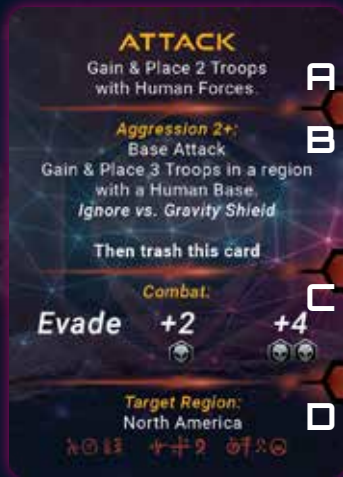 ATTACK
Gain & Place 2 Troops
with Human Forces.
A
Aggression 2+:
B
Base Attack
Gain & Place 3 Troops in a region
with a Human Base.
Ignore vs. Gravity Shield
Then trash this card
Combat:
C
Evade +2 +4
Target Region:
D
North America